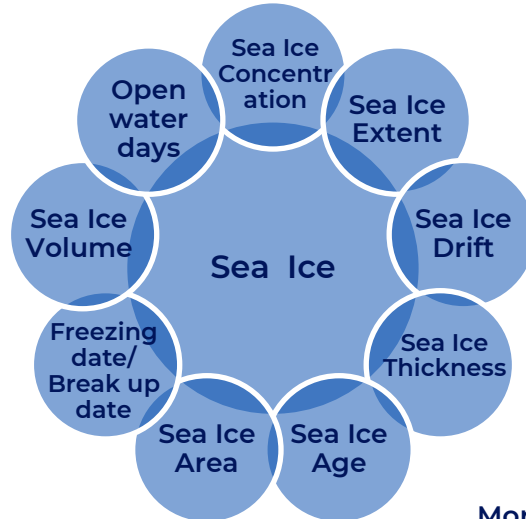 Sea Ice
Concentr
ation
Sea Ice
Extent
Sea Ice
Drift
Sea Ice
Thickness
Sea Ice
Age
Sea Ice
Area
Freezing
date/
Break up
date
Sea Ice
Volume
Open
water
days
Sea Ice